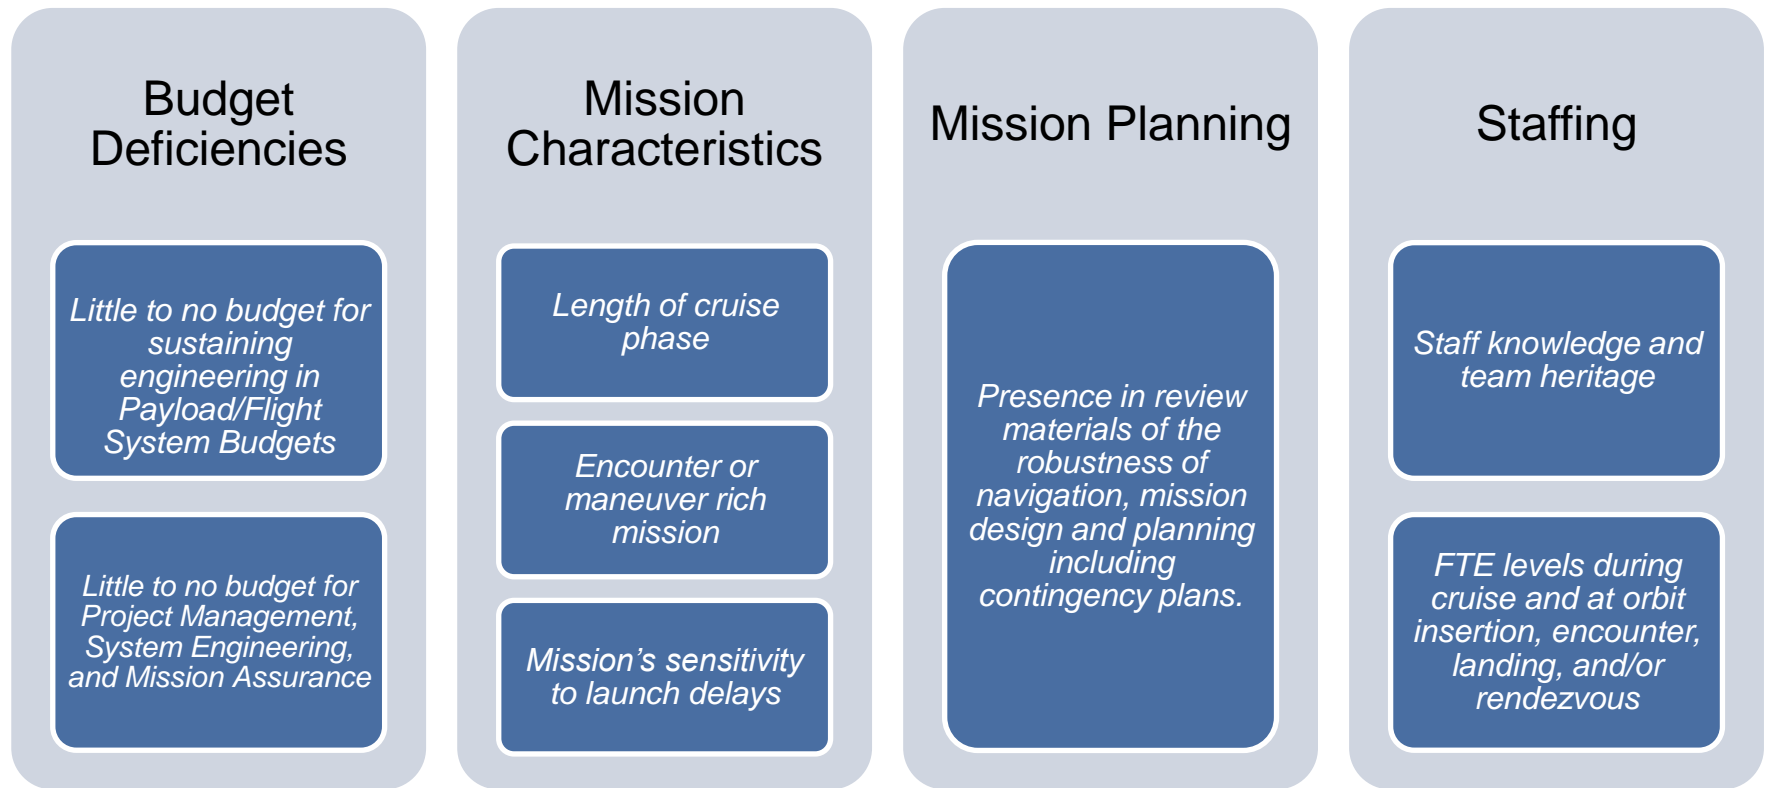 Budget
Deficiencies
Little to no budget for
sustaining
engineering in
Payload/Flight
System Budgets
Little to no budget for
Project Management,
System Engineering,
and Mission Assurance
Mission
Characteristics
Length of cruise
phase
Encounter or
maneuver rich
mission
Mission’s sensitivity
to launch delays
Mission Planning
Presence in review
materials of the
robustness of
navigation, mission
design and planning
including
contingency plans.
Staffing
Staff knowledge and
team heritage
FTE levels during
cruise and at orbit
insertion, encounter,
landing, and/or
rendezvous